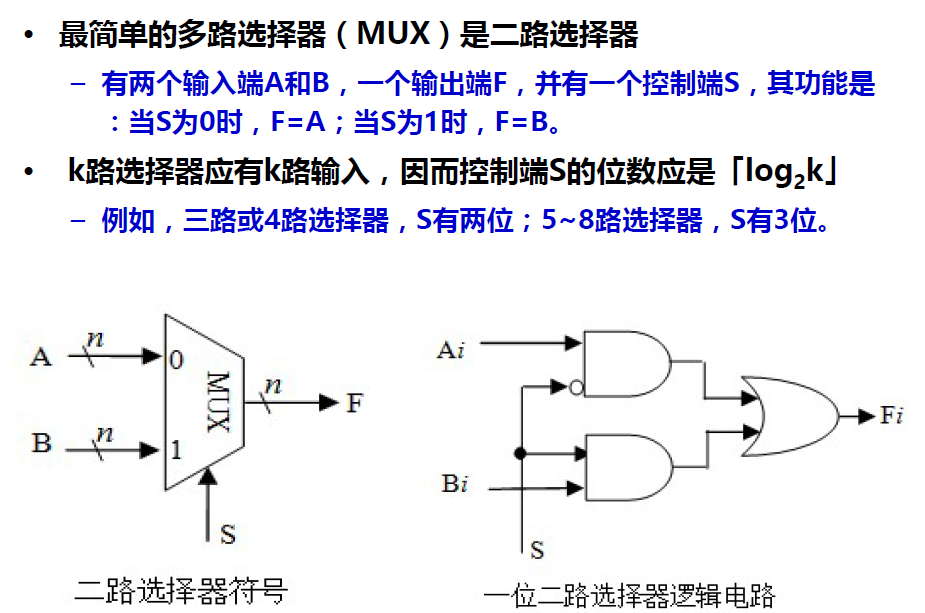 • 最简单的多路选择器（MUX）是二路选择器
– 有两个输入端A和B，一个输出端F，并有一个控制端S，其功能是
：当S为0时，F=A；当S为1时，F=B。
• k路选择器应有k路输入，因而控制端S的位数应是「log₂k」
– 例如，三路或4路选择器，S有两位；5~8路选择器，S有3位。
A n 0 MUX n F
B n 1
S
二路选择器符号
Ai
Fi
Bi
S
一位二路选择器逻辑电路